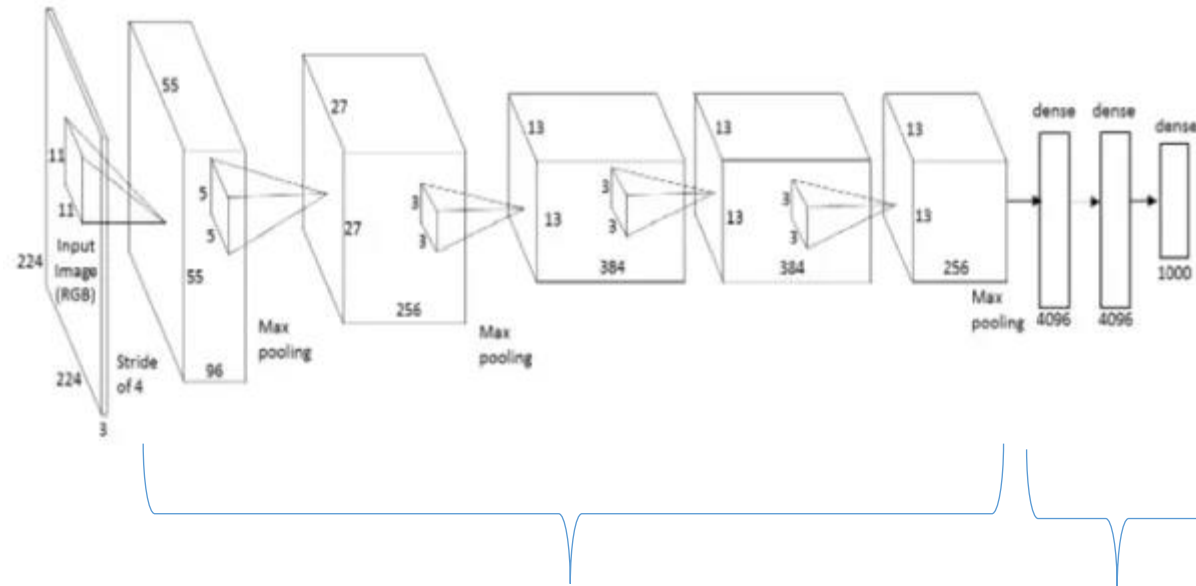 224
11
11
Input
Image
(RGB)
224
3
Stride
of 4
55
5
5
55
96
Max
pooling
27
3
3
27
256
Max
pooling
13
3
3
13
384
13
3
3
13
384
13
13
256
Max
pooling
dense
4096
dense
4096
dense
1000